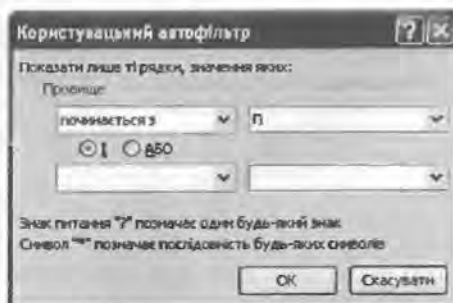 Користувацький автофільтр
Показати лише ті рядки, значення яких:
Прізвище
починається з П
І АБО
Знак питання "?" позначає один будь-який знак
Символ "*" позначає послідовність будь-яких символів
ОК Скасувати